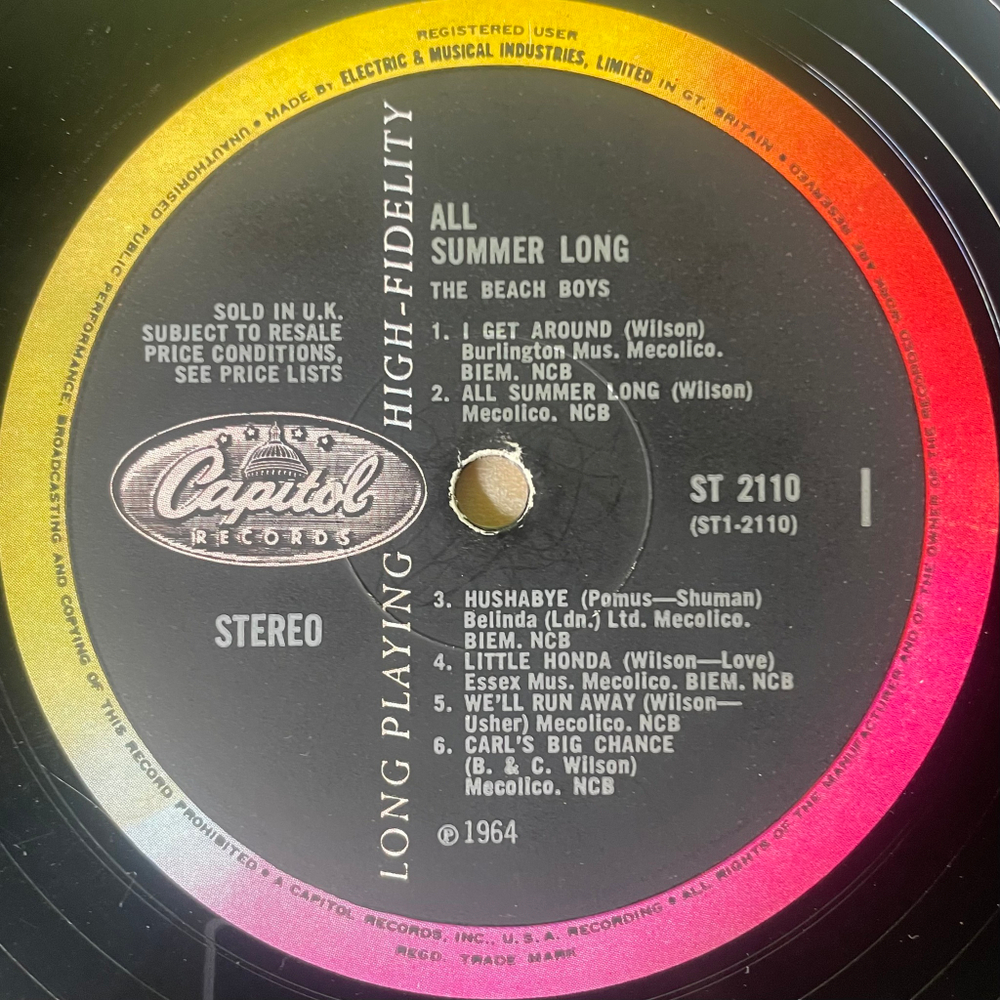 REGISTERED USER
UNAUTHORISED PUBLIC PERFORMANCE, BROADCASTING AND COPYING OF THIS RECORD PROHIBITED • A CAPITOL RECORDS, INC., U.S.A. RECORDING • ALL RIGHTS OF THE MANUFACTURER AND OF THE OWNER OF THE RECORDED WORK ARE RESERVED • MADE BY ELECTRIC & MUSICAL INDUSTRIES, LIMITED IN GT. BRITAIN •
REGD. TRADE MARK
LONG PLAYING HIGH-FIDELITY
SOLD IN U.K.
SUBJECT TO RESALE
PRICE CONDITIONS,
SEE PRICE LISTS
Capitol
RECORDS
STEREO
ALL
SUMMER LONG
THE BEACH BOYS
1. I GET AROUND (Wilson)
Burlington Mus. Mecolico.
BIEM. NCB
2. ALL SUMMER LONG (Wilson)
Mecolico. NCB
ST 2110
(ST1-2110)
I
3. HUSHABYE (Pomus—Shuman)
Belinda (Ldn.) Ltd. Mecolico.
BIEM. NCB
4. LITTLE HONDA (Wilson—Love)
Essex Mus. Mecolico. BIEM. NCB
5. WE'LL RUN AWAY (Wilson—
Usher) Mecolico. NCB
6. CARL'S BIG CHANCE
(B. & C. Wilson)
Mecolico. NCB
℗ 1964